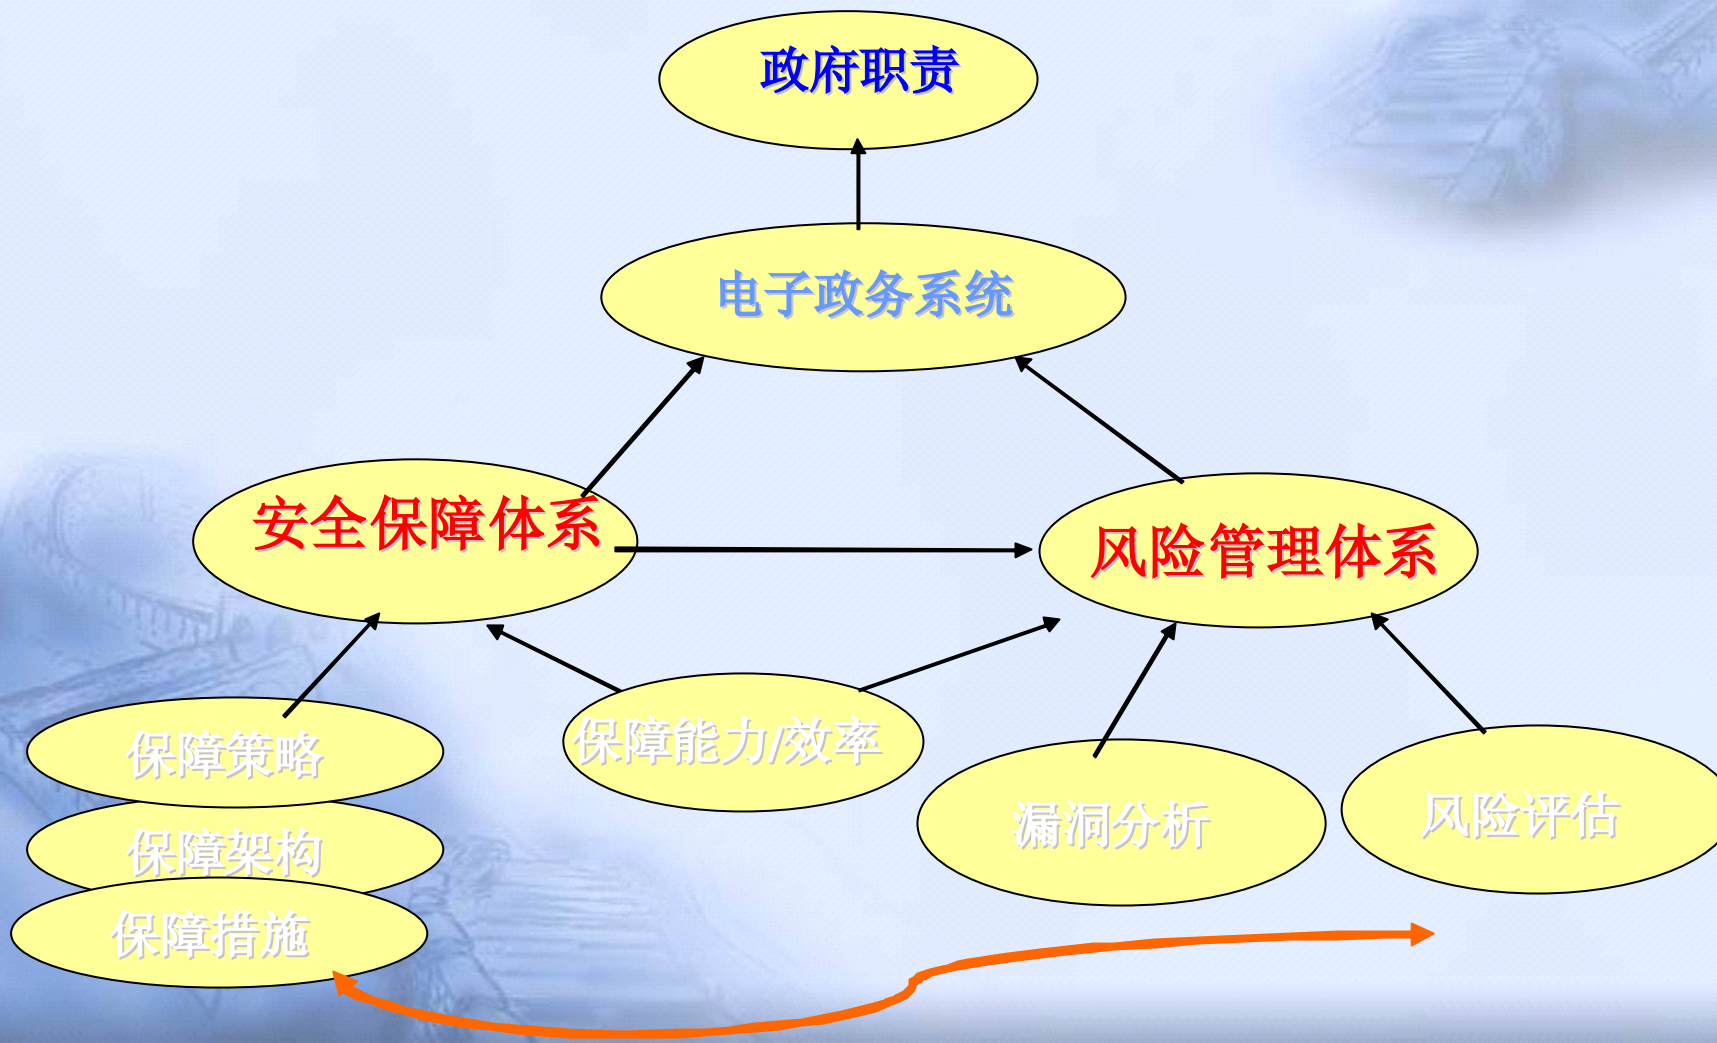 政府职责
电子政务系统
安全保障体系
风险管理体系
保障策略
保障能力/效率
漏洞分析
风险评估
保障架构
保障措施